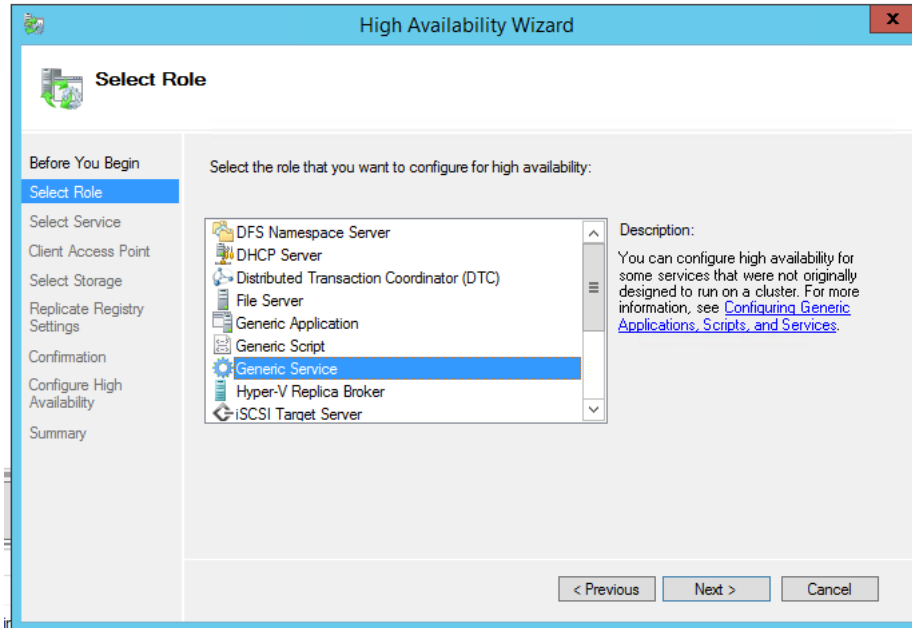 High Availability Wizard
x
Select Role
Before You Begin
Select Role
Select Service
Client Access Point
Select Storage
Replicate Registry
Settings
Confirmation
Configure High
Availability
Summary
Select the role that you want to configure for high availability:
DFS Namespace Server
DHCP Server
Distributed Transaction Coordinator (DTC)
File Server
Generic Application
Generic Script
Generic Service
Hyper-V Replica Broker
iSCSI Target Server
Description:
You can configure high availability for
some services that were not originally
designed to run on a cluster. For more
information, see Configuring Generic
Applications, Scripts, and Services.
< Previous
Next >
Cancel